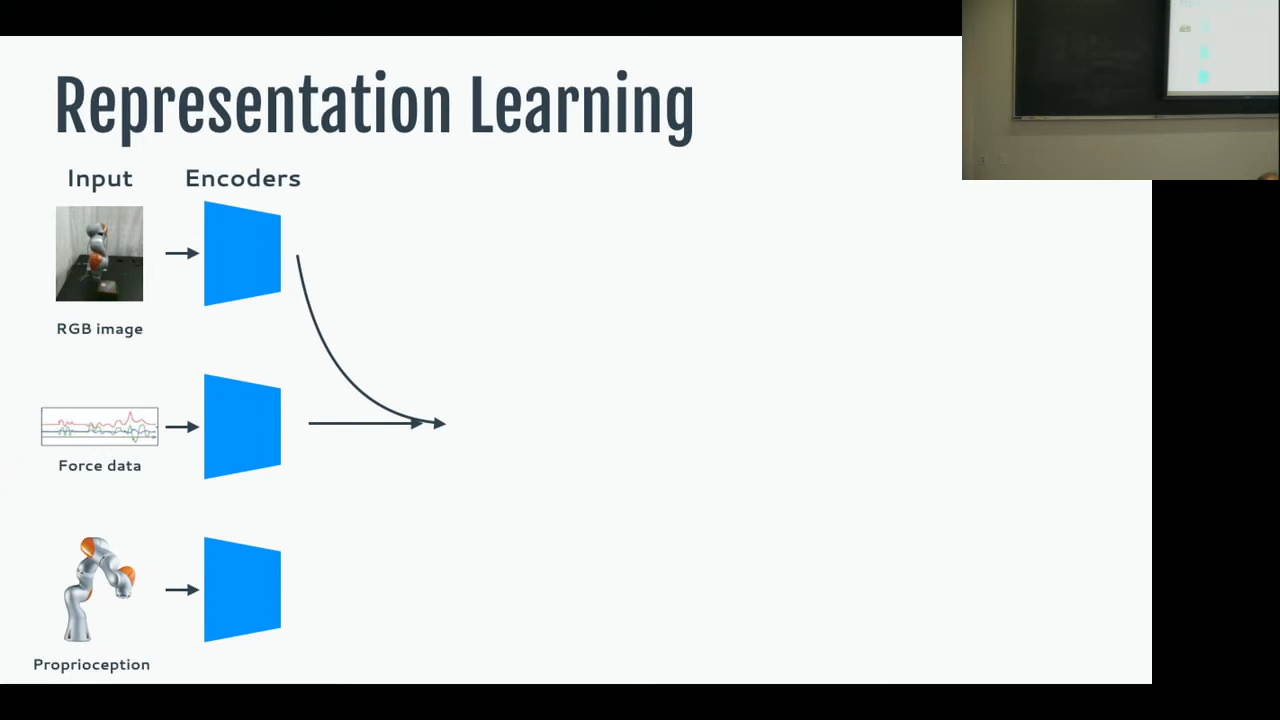 Representation Learning
Input
Encoders
RGB image
Force data
Proprioception